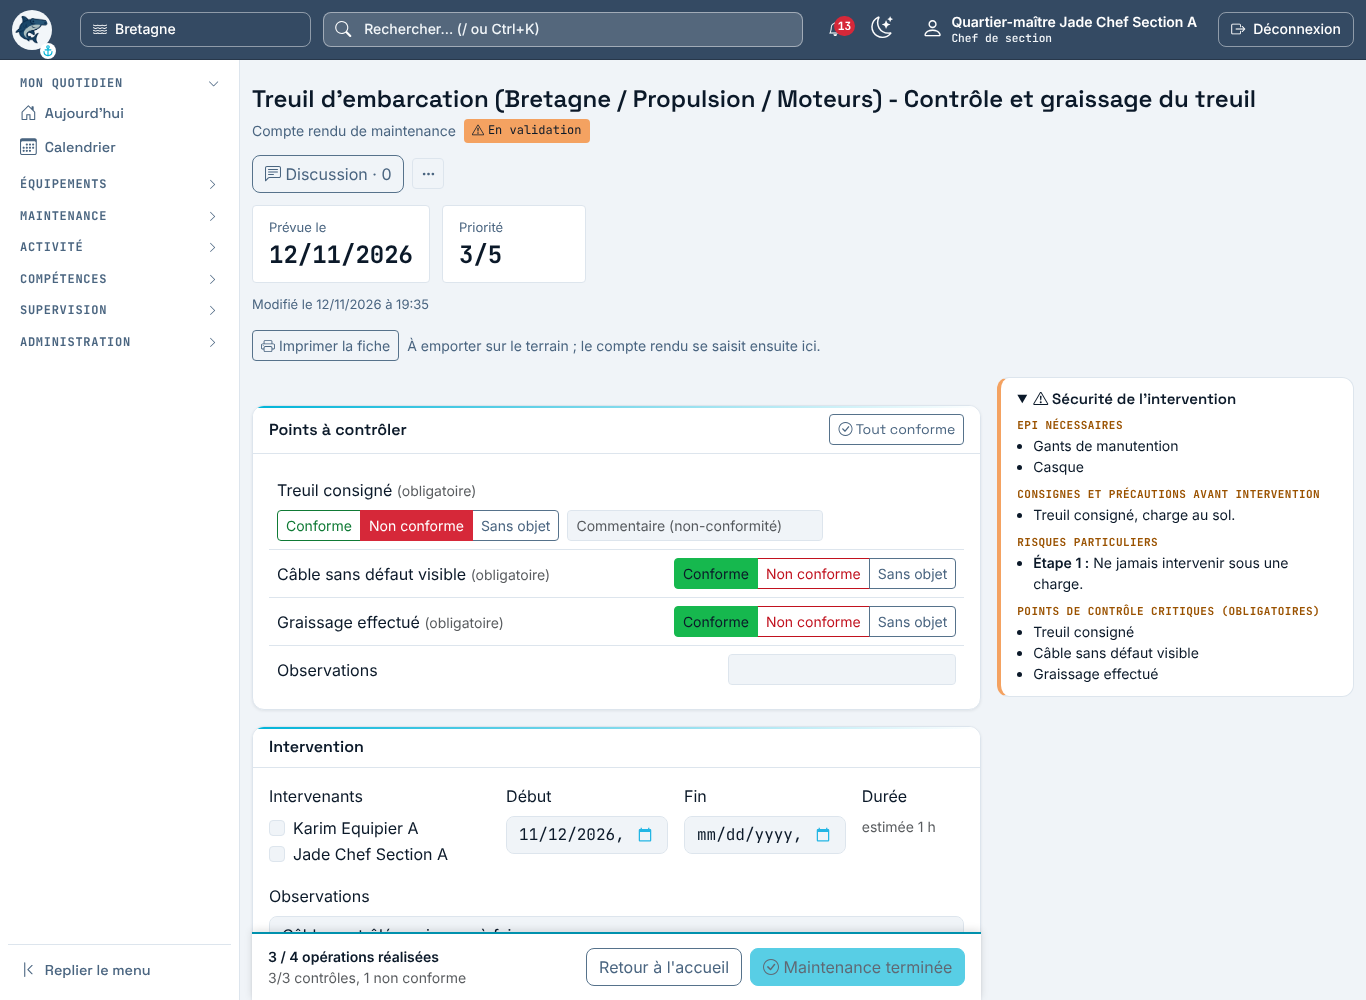 Bretagne
Rechercher... (/ ou Ctrl+K)
13
Quartier-maître Jade Chef Section A
Chef de section
Déconnexion
MON QUOTIDIEN
Aujourd'hui
Calendrier
ÉQUIPEMENTS
MAINTENANCE
ACTIVITÉ
COMPÉTENCES
SUPERVISION
ADMINISTRATION
Replier le menu
Treuil d'embarcation (Bretagne / Propulsion / Moteurs) - Contrôle et graissage du treuil
Compte rendu de maintenance
En validation
Discussion · 0
Prévue le
12/11/2026
Priorité
3/5
Modifié le 12/11/2026 à 19:35
Imprimer la fiche
À emporter sur le terrain ; le compte rendu se saisit ensuite ici.
Points à contrôler
Tout conforme
Treuil consigné (obligatoire)
Conforme Non conforme Sans objet Commentaire (non-conformité)
Câble sans défaut visible (obligatoire) Conforme Non conforme Sans objet
Graissage effectué (obligatoire) Conforme Non conforme Sans objet
Observations
Intervention
Intervenants
Karim Equipier A
Jade Chef Section A
Début
11/12/2026,
Fin
mm/dd/yyyy,
Durée
estimée 1 h
Observations
3 / 4 opérations réalisées
3/3 contrôles, 1 non conforme
Retour à l'accueil
Maintenance terminée
Sécurité de l'intervention
EPI NÉCESSAIRES
Gants de manutention
Casque
CONSIGNES ET PRÉCAUTIONS AVANT INTERVENTION
Treuil consigné, charge au sol.
RISQUES PARTICULIERS
Étape 1 : Ne jamais intervenir sous une
charge.
POINTS DE CONTRÔLE CRITIQUES (OBLIGATOIRES)
Treuil consigné
Câble sans défaut visible
Graissage effectué